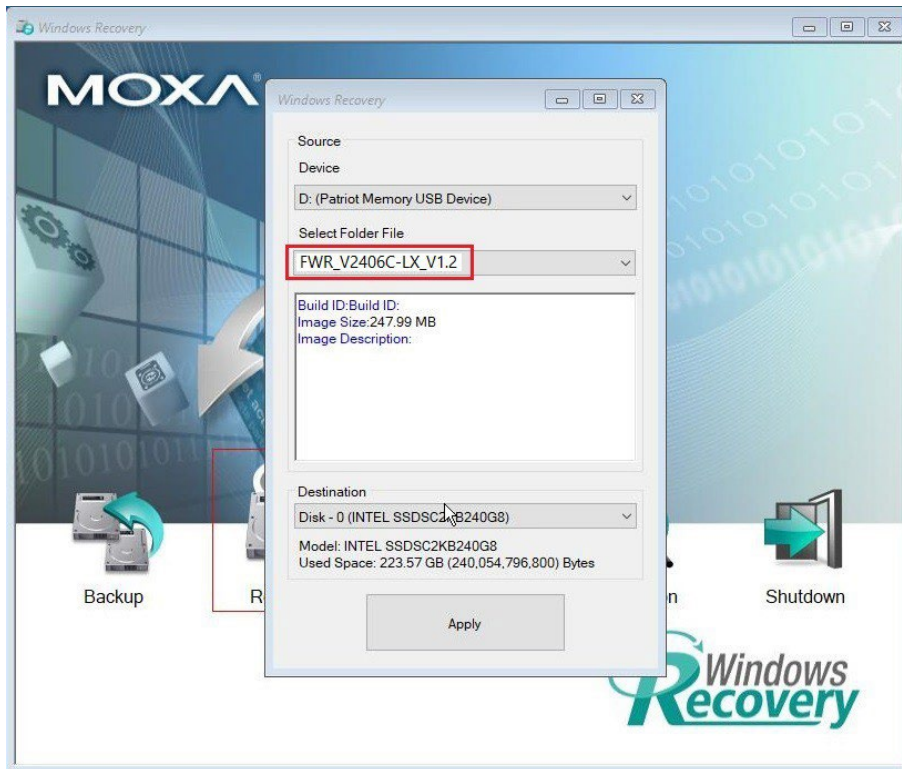 Windows Recovery
MOXA®
Windows Recovery
Source
Device
D: (Patriot Memory USB Device)
Select Folder File
FWR_V2406C-LX_V1.2
Build ID:Build ID:
Image Size:247.99 MB
Image Description:
Destination
Disk - 0 (INTEL SSDSC2KB240G8)
Model: INTEL SSDSC2KB240G8
Used Space: 223.57 GB (240,054,796,800) Bytes
Apply
Backup
Shutdown
Windows
Recovery